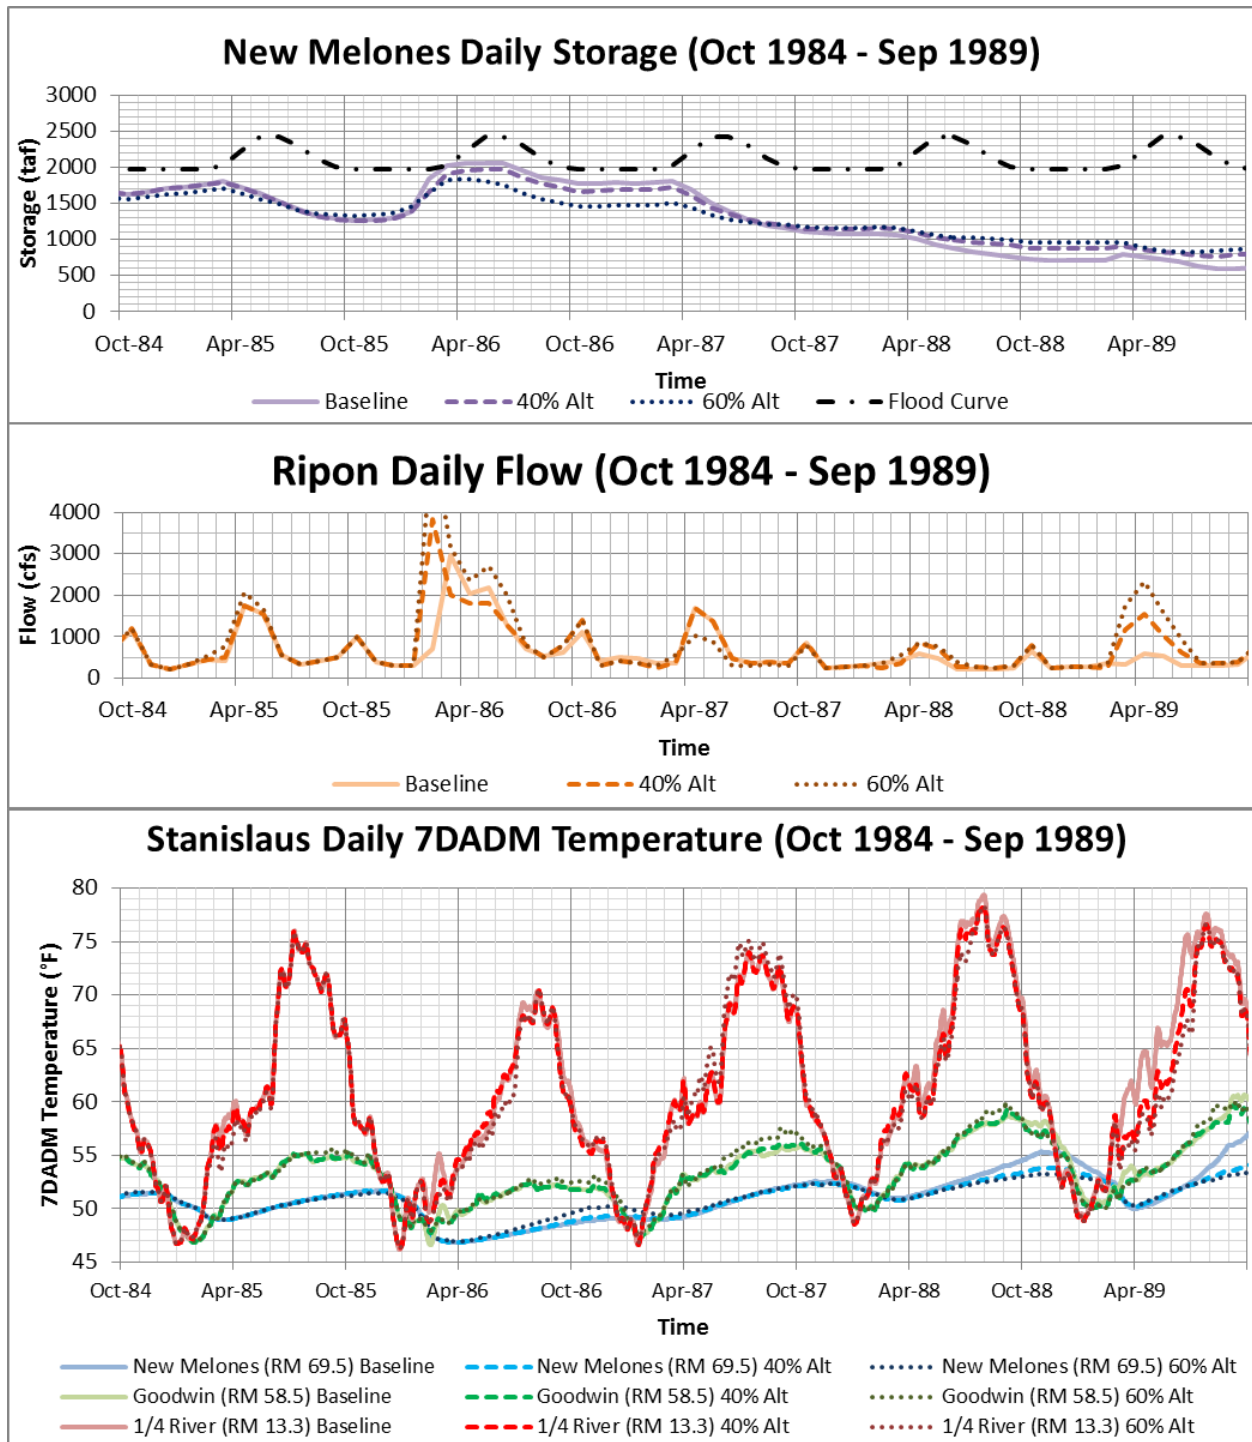 New Melones Daily Storage (Oct 1984 - Sep 1989)
3000
2500
2000
1500
1000
500
0
Storage (taf)
Oct-84 Apr-85 Oct-85 Apr-86 Oct-86 Apr-87 Oct-87 Apr-88 Oct-88 Apr-89
Time
Baseline 40% Alt 60% Alt Flood Curve
Ripon Daily Flow (Oct 1984 - Sep 1989)
4000
3000
2000
1000
0
Flow (cfs)
Oct-84 Apr-85 Oct-85 Apr-86 Oct-86 Apr-87 Oct-87 Apr-88 Oct-88 Apr-89
Time
Baseline 40% Alt 60% Alt
Stanislaus Daily 7DADM Temperature (Oct 1984 - Sep 1989)
80
75
70
65
60
55
50
45
7DADM Temperature (°F)
Oct-84 Apr-85 Oct-85 Apr-86 Oct-86 Apr-87 Oct-87 Apr-88 Oct-88 Apr-89
Time
New Melones (RM 69.5) Baseline New Melones (RM 69.5) 40% Alt New Melones (RM 69.5) 60% Alt
Goodwin (RM 58.5) Baseline Goodwin (RM 58.5) 40% Alt Goodwin (RM 58.5) 60% Alt
1/4 River (RM 13.3) Baseline 1/4 River (RM 13.3) 40% Alt 1/4 River (RM 13.3) 60% Alt